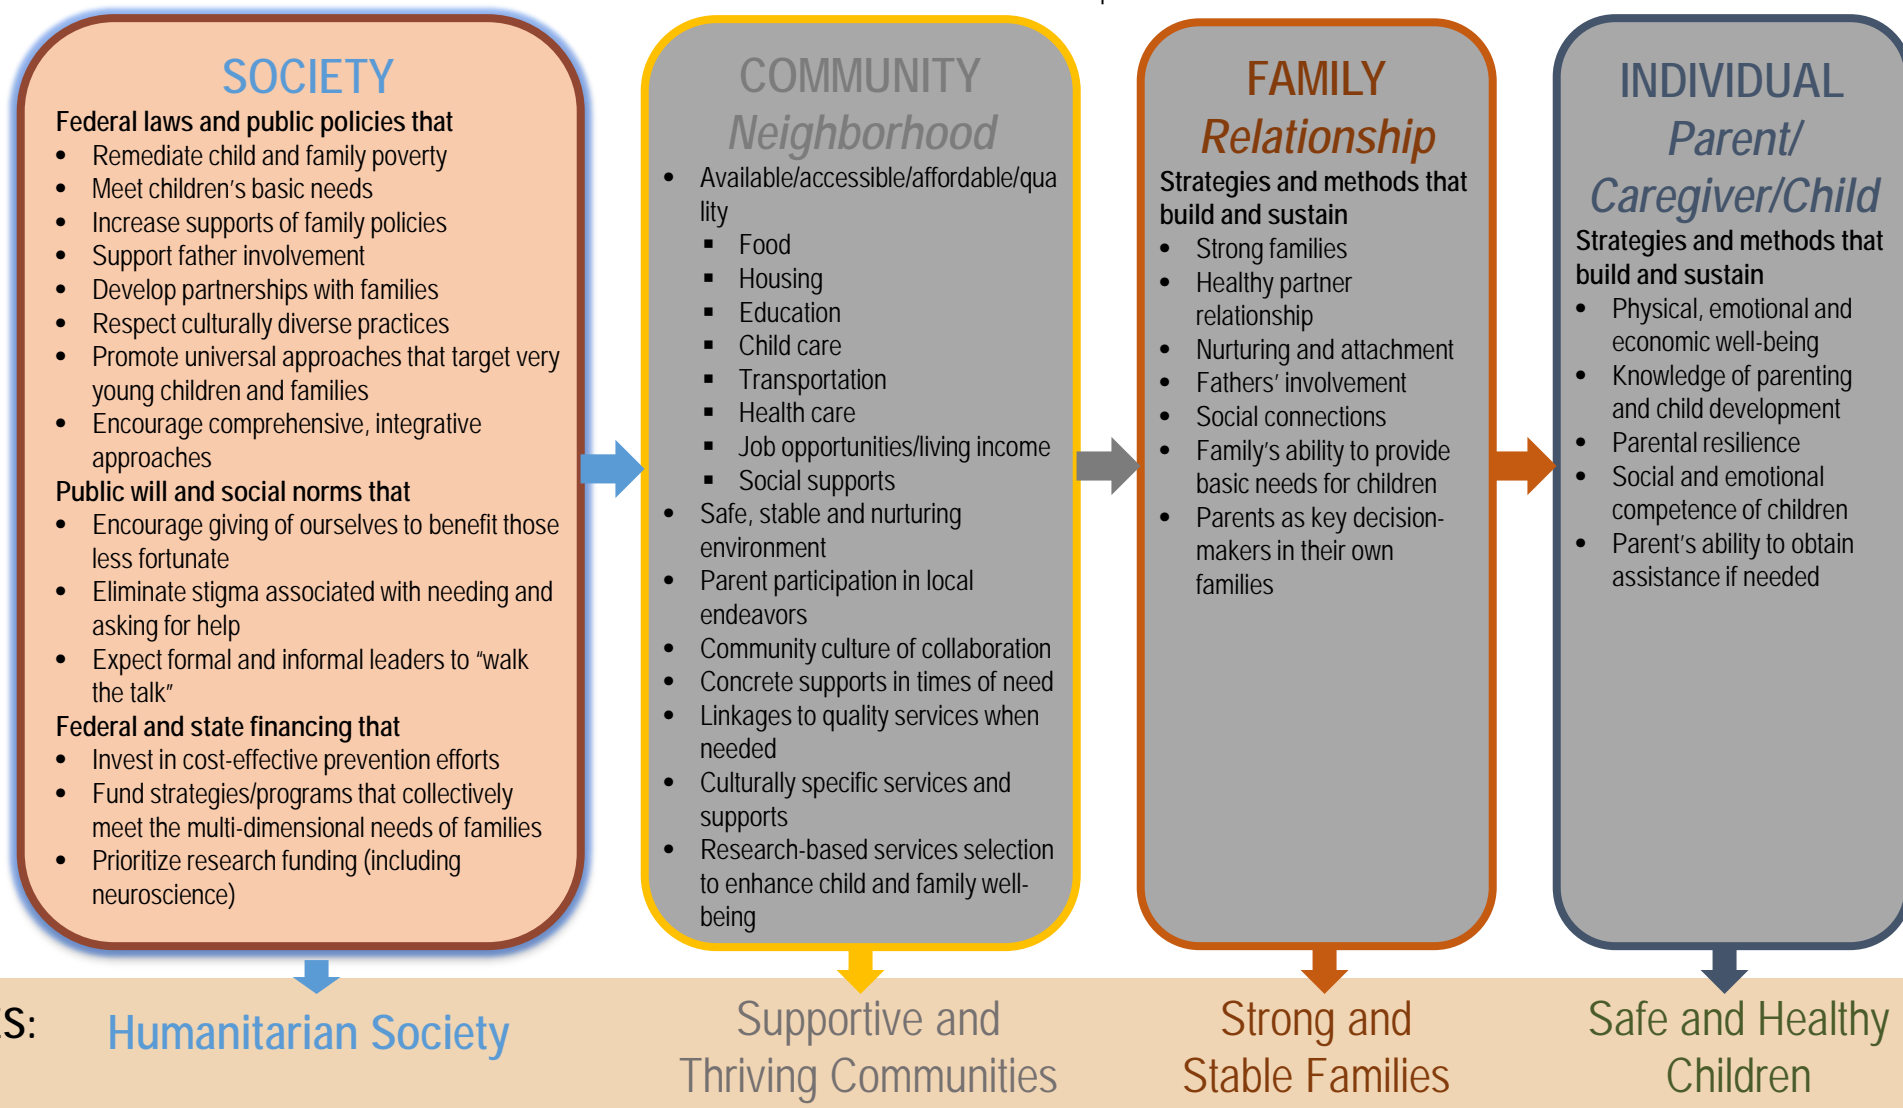 SOCIETY
Federal laws and public policies that
• Remediate child and family poverty
• Meet children's basic needs
• Increase supports of family policies
• Support father involvement
• Develop partnerships with families
• Respect culturally diverse practices
• Promote universal approaches that target very
young children and families
• Encourage comprehensive, integrative
approaches
Public will and social norms that
• Encourage giving of ourselves to benefit those
less fortunate
• Eliminate stigma associated with needing and
asking for help
• Expect formal and informal leaders to “walk
the talk”
Federal and state financing that
• Invest in cost-effective prevention efforts
• Fund strategies/programs that collectively
meet the multi-dimensional needs of families
• Prioritize research funding (including
neuroscience)
COMMUNITY
Neighborhood
• Available/accessible/affordable/qua
lity
▪ Food
▪ Housing
▪ Education
▪ Child care
▪ Transportation
▪ Health care
▪ Job opportunities/living income
▪ Social supports
• Safe, stable and nurturing
environment
• Parent participation in local
endeavors
• Community culture of collaboration
• Concrete supports in times of need
• Linkages to quality services when
needed
• Culturally specific services and
supports
• Research-based services selection
to enhance child and family well-
being
FAMILY
Relationship
Strategies and methods that
build and sustain
• Strong families
• Healthy partner
relationship
• Nurturing and attachment
• Fathers' involvement
• Social connections
• Family's ability to provide
basic needs for children
• Parents as key decision-
makers in their own
families
INDIVIDUAL
Parent/
Caregiver/Child
Strategies and methods that
build and sustain
• Physical, emotional and
economic well-being
• Knowledge of parenting
and child development
• Parental resilience
• Social and emotional
competence of children
• Parent's ability to obtain
assistance if needed
ES:
Humanitarian Society
Supportive and
Thriving Communities
Strong and
Stable Families
Safe and Healthy
Children